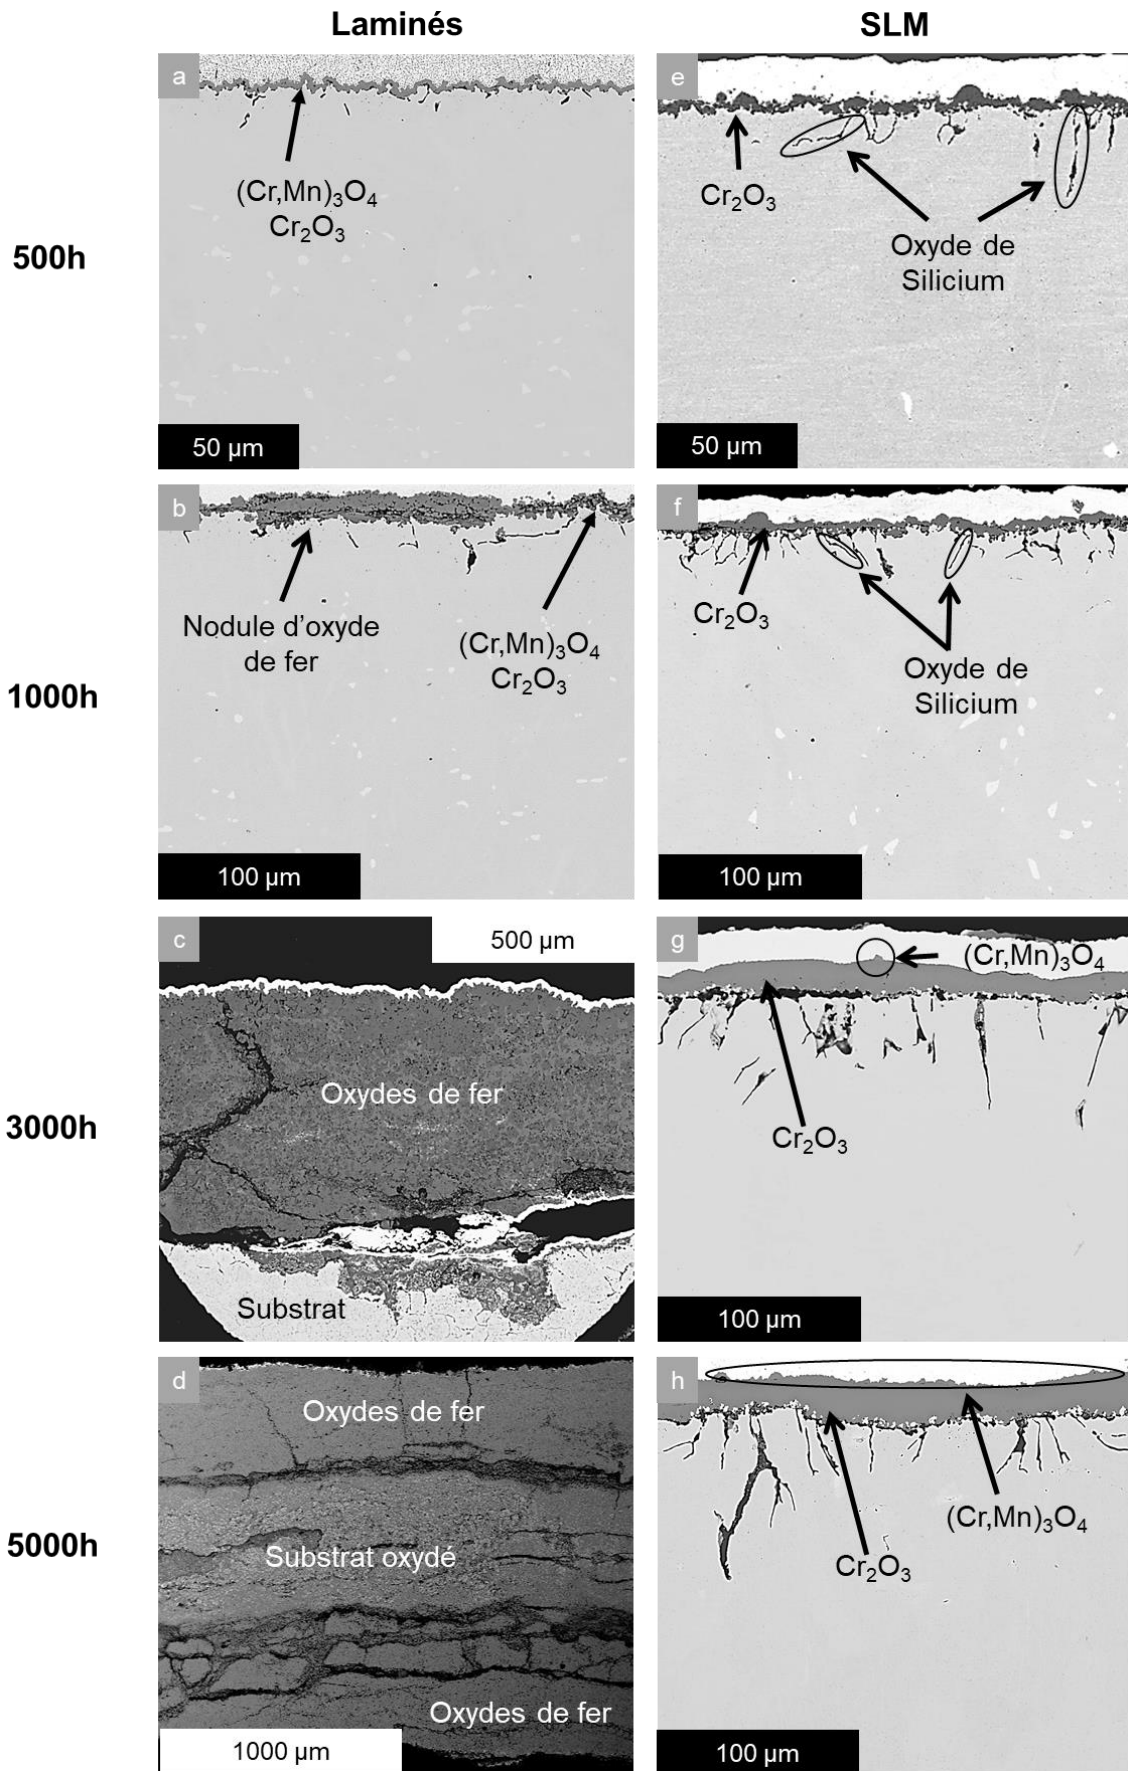 Laminés
SLM
500h
a
(Cr,Mn)₃O₄
Cr₂O₃
50 µm
e
Cr₂O₃
Oxyde de
Silicium
50 µm
1000h
b
Nodule d'oxyde
de fer
(Cr,Mn)₃O₄
Cr₂O₃
100 µm
f
Cr₂O₃
Oxyde de
Silicium
100 µm
3000h
c
500 µm
Oxydes de fer
Substrat
g
(Cr,Mn)₃O₄
Cr₂O₃
100 µm
5000h
d
Oxydes de fer
Substrat oxydé
Oxydes de fer
1000 µm
h
(Cr,Mn)₃O₄
Cr₂O₃
100 µm